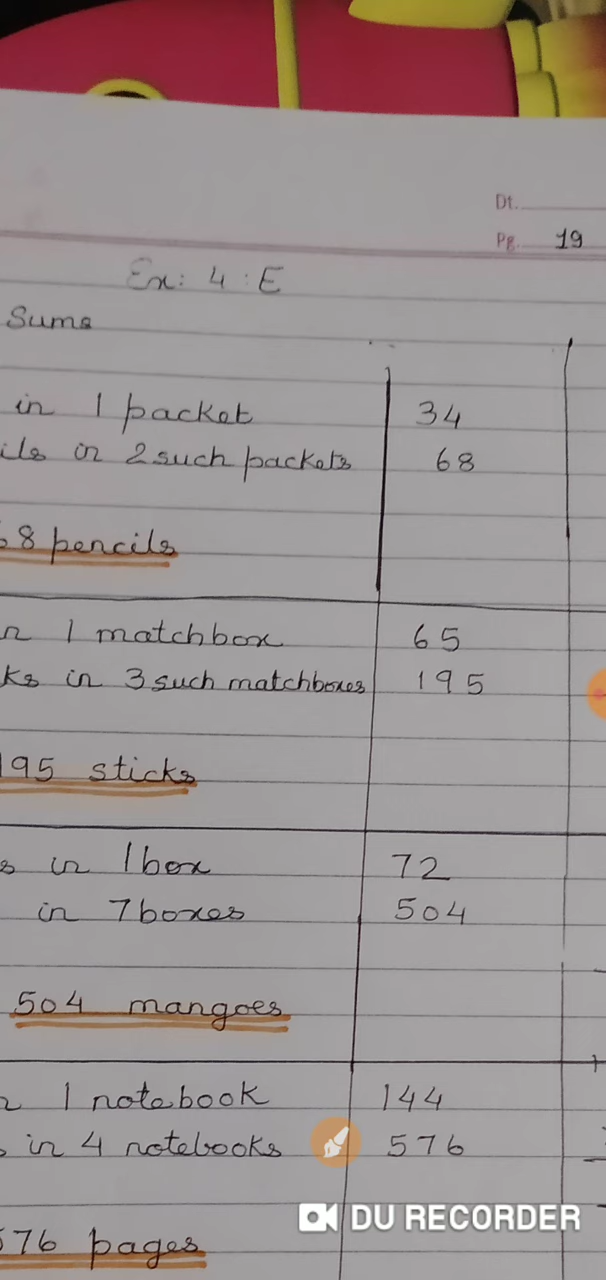 Dt.
Pg. 19
Ex: 4 : E
Sums
in 1 packet 34
ils in 2 such packets 68
68 pencils
n 1 matchbox 65
ks in 3 such matchboxes 195
195 sticks
s in 1 box 72
in 7 boxes 504
504 mangoes
1 notebook 144
s in 4 notebooks 576
576 pages
DU RECORDER